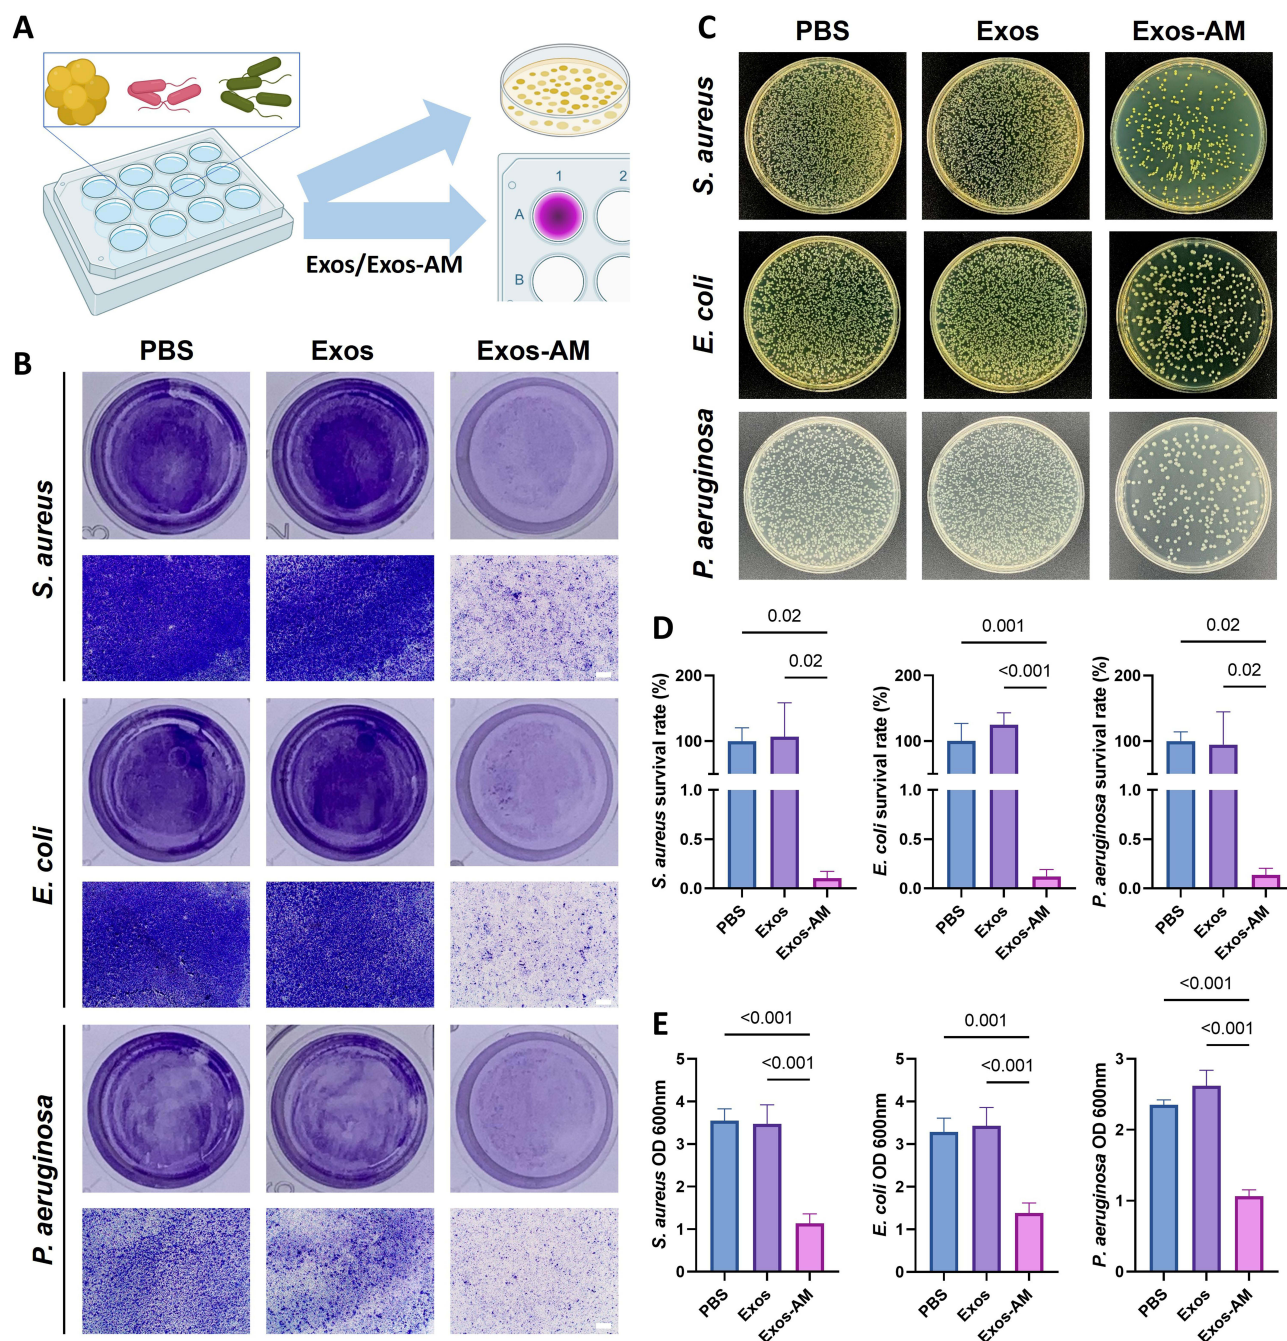 A
1 2
A
B
Exos/Exos-AM
B
PBS Exos Exos-AM
S. aureus
E. coli
P. aeruginosa
C
PBS Exos Exos-AM
S. aureus
E. coli
P. aeruginosa
D
0.02
0.02
S. aureus survival rate (%)
200
100
1.0
0.5
0.0
PBS Exos Exos-AM
0.001
<0.001
E. coli survival rate (%)
200
100
1.0
0.5
0.0
PBS Exos Exos-AM
0.02
0.02
P. aeruginosa survival rate (%)
200
100
1.0
0.5
0.0
PBS Exos Exos-AM
E
<0.001
<0.001
S. aureus OD 600nm
5
4
3
2
1
0
PBS Exos Exos-AM
0.001
<0.001
E. coli OD 600nm
5
4
3
2
1
0
PBS Exos Exos-AM
<0.001
<0.001
P. aeruginosa OD 600nm
3
2
1
0
PBS Exos Exos-AM